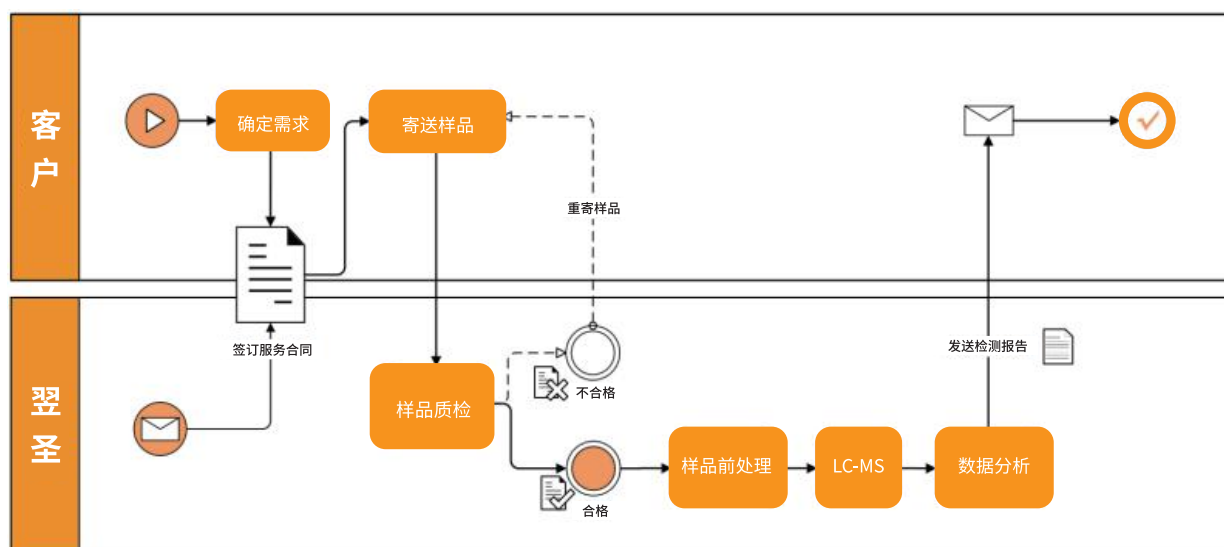 客户
确定需求
寄送样品
重寄样品
翌圣
签订服务合同
发送检测报告
样品质检
不合格
合格
样品前处理
LC-MS
数据分析